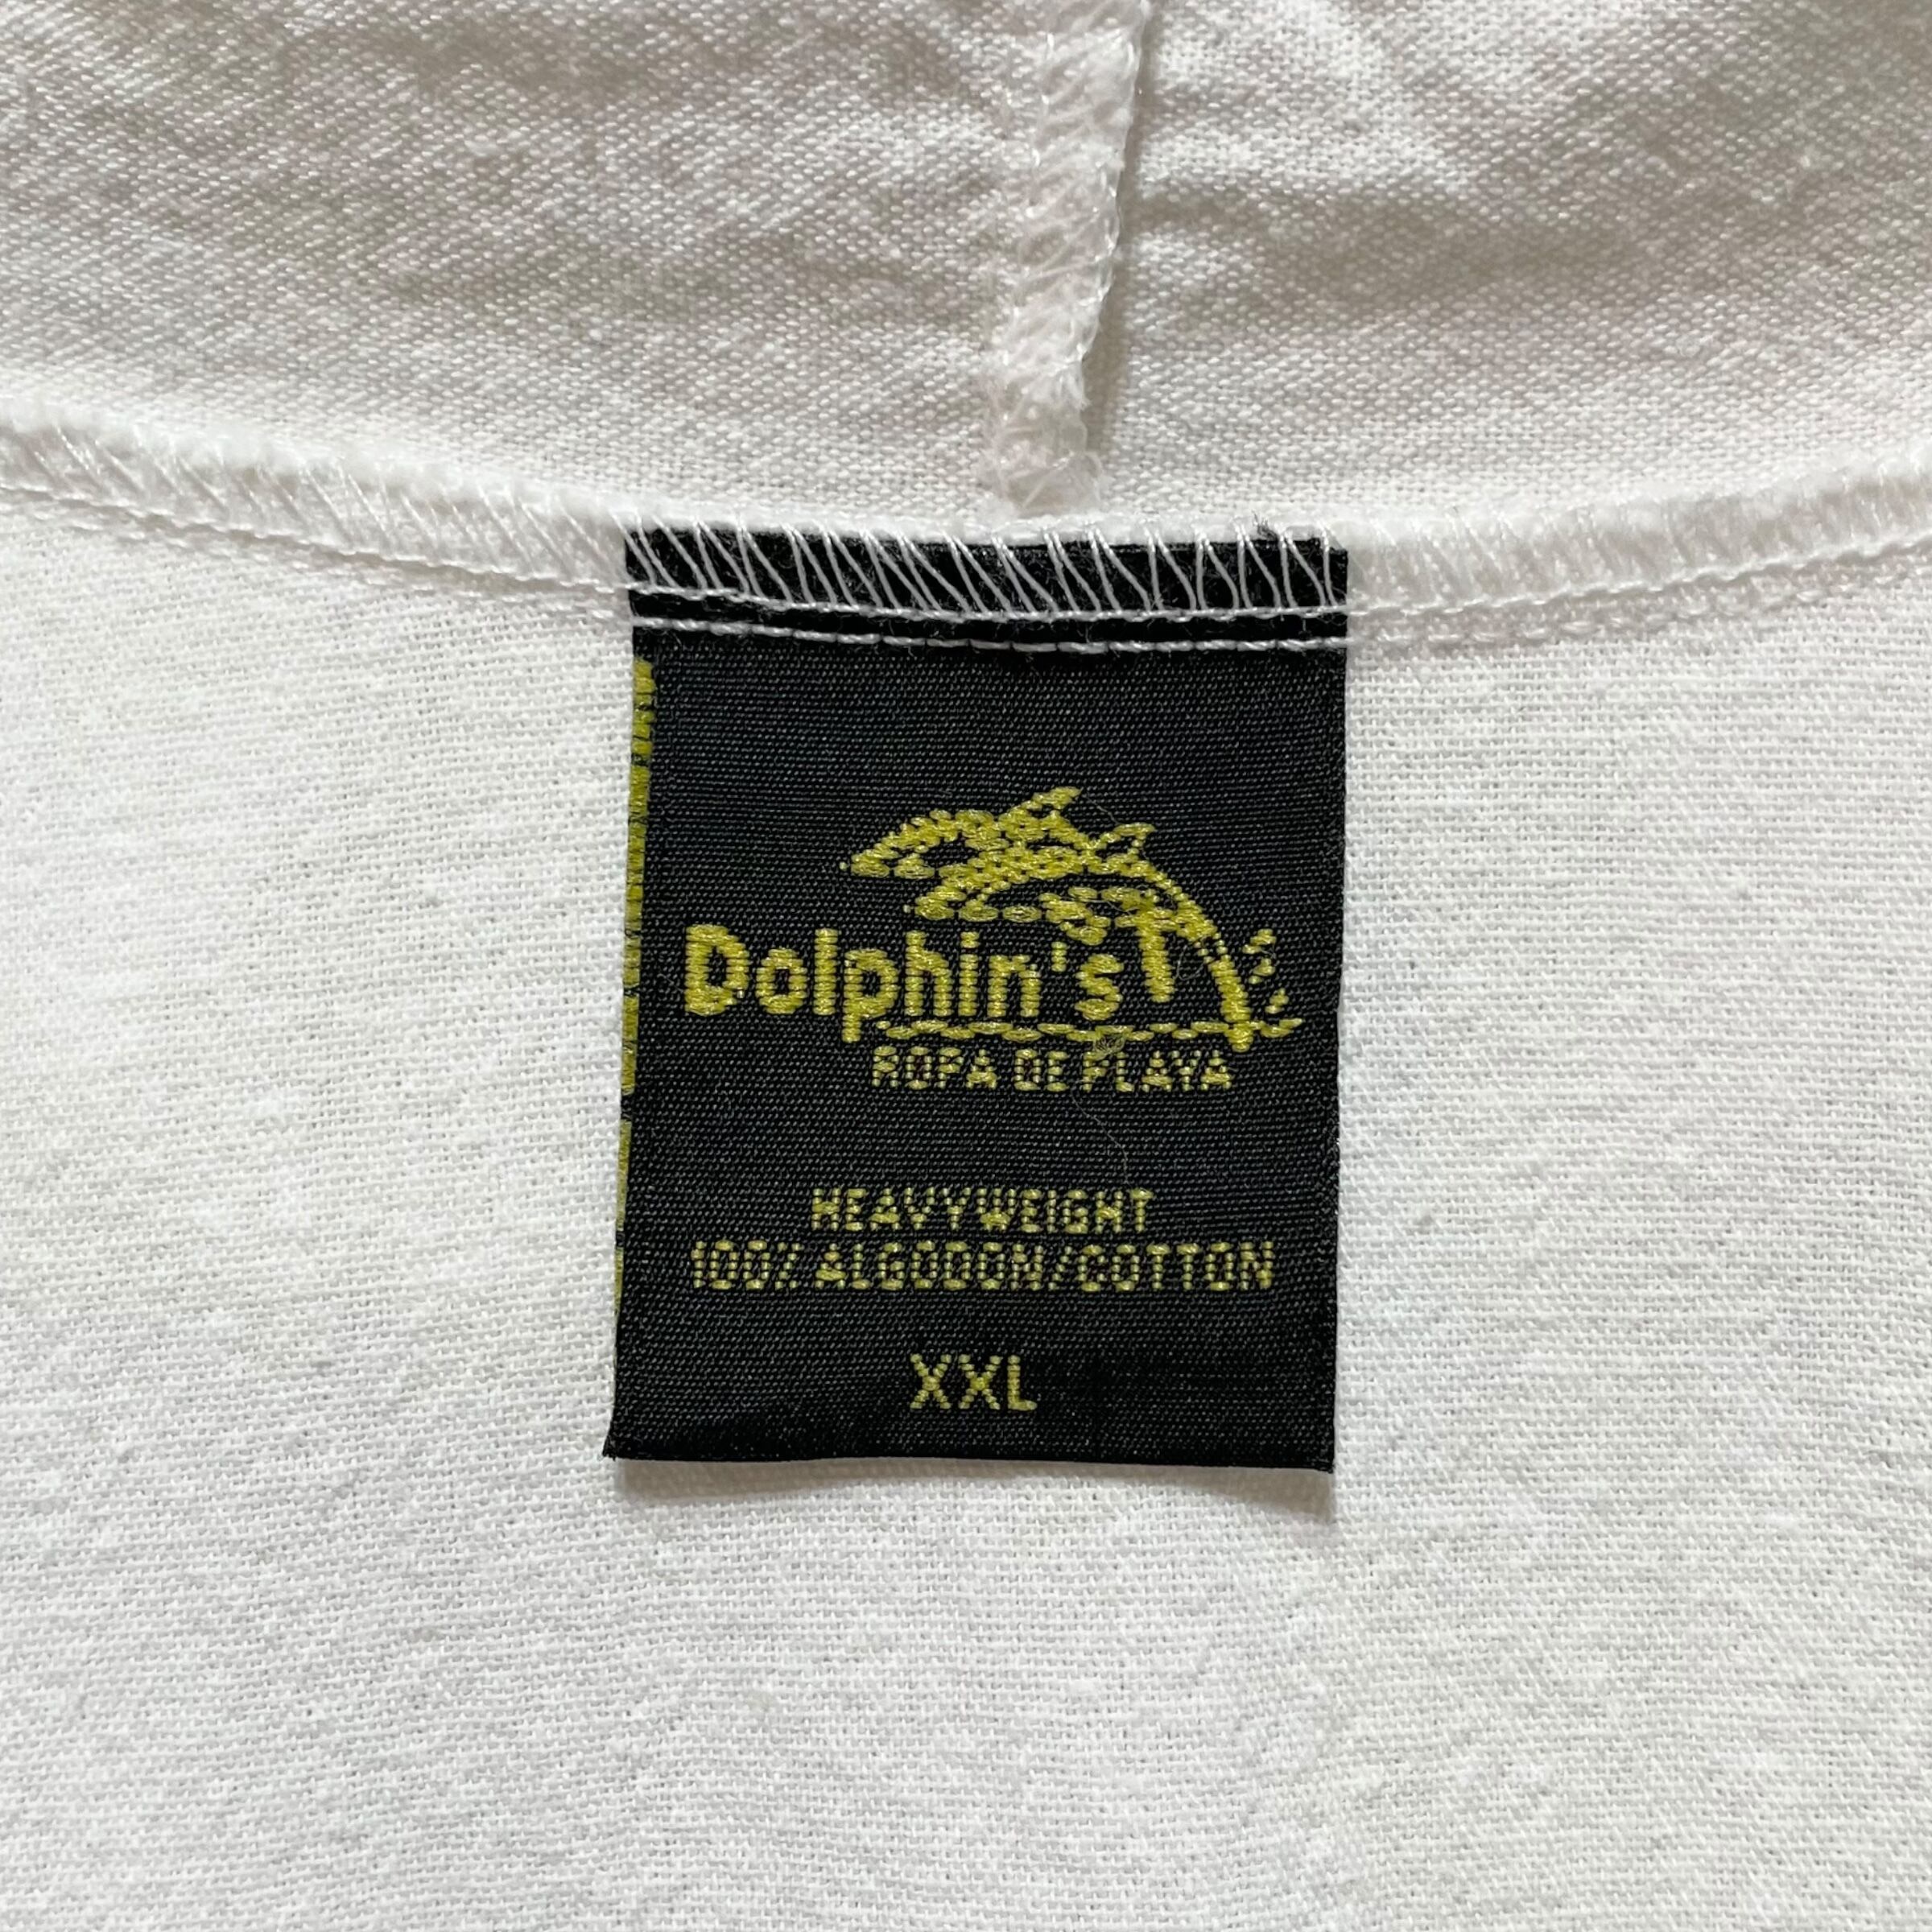 Dolphin's
ROPA DE PLAYA
HEAVYWEIGHT
100% ALGODON/COTTON
XXL